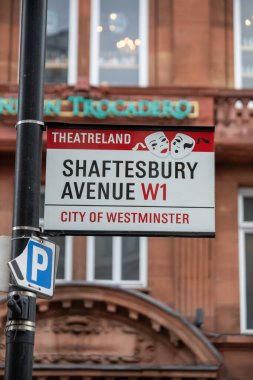 TROCADERO
THEATRELAND
SHAFTESBURY
AVENUE W1
CITY OF WESTMINSTER
P